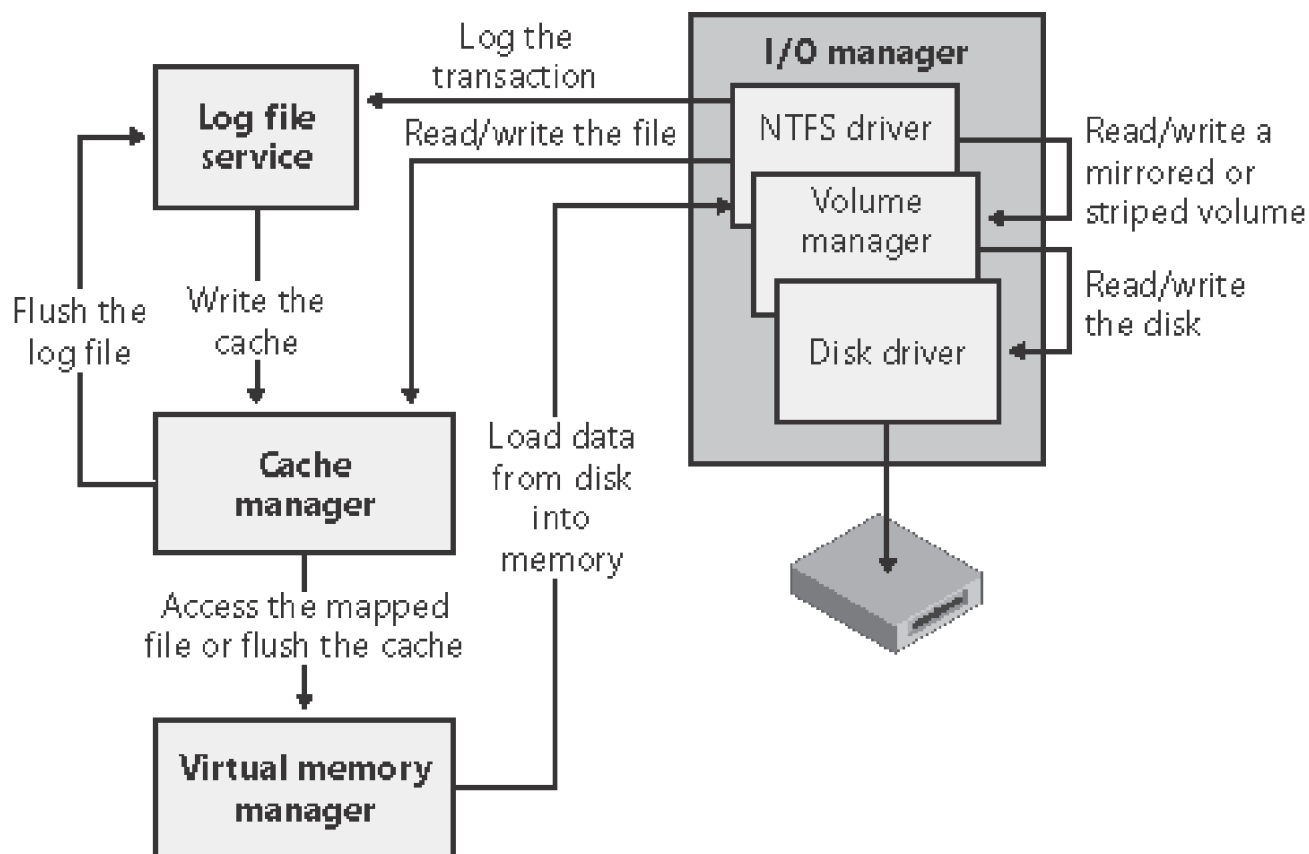 Log the
transaction
I/O manager
Log file
service
NTFS driver
Read/write the file
Read/write a
mirrored or
striped volume
Volume
manager
Flush the
log file
Write the
cache
Read/write
the disk
Disk driver
Cache
manager
Load data
from disk
into
memory
Access the mapped
file or flush the cache
Virtual memory
manager